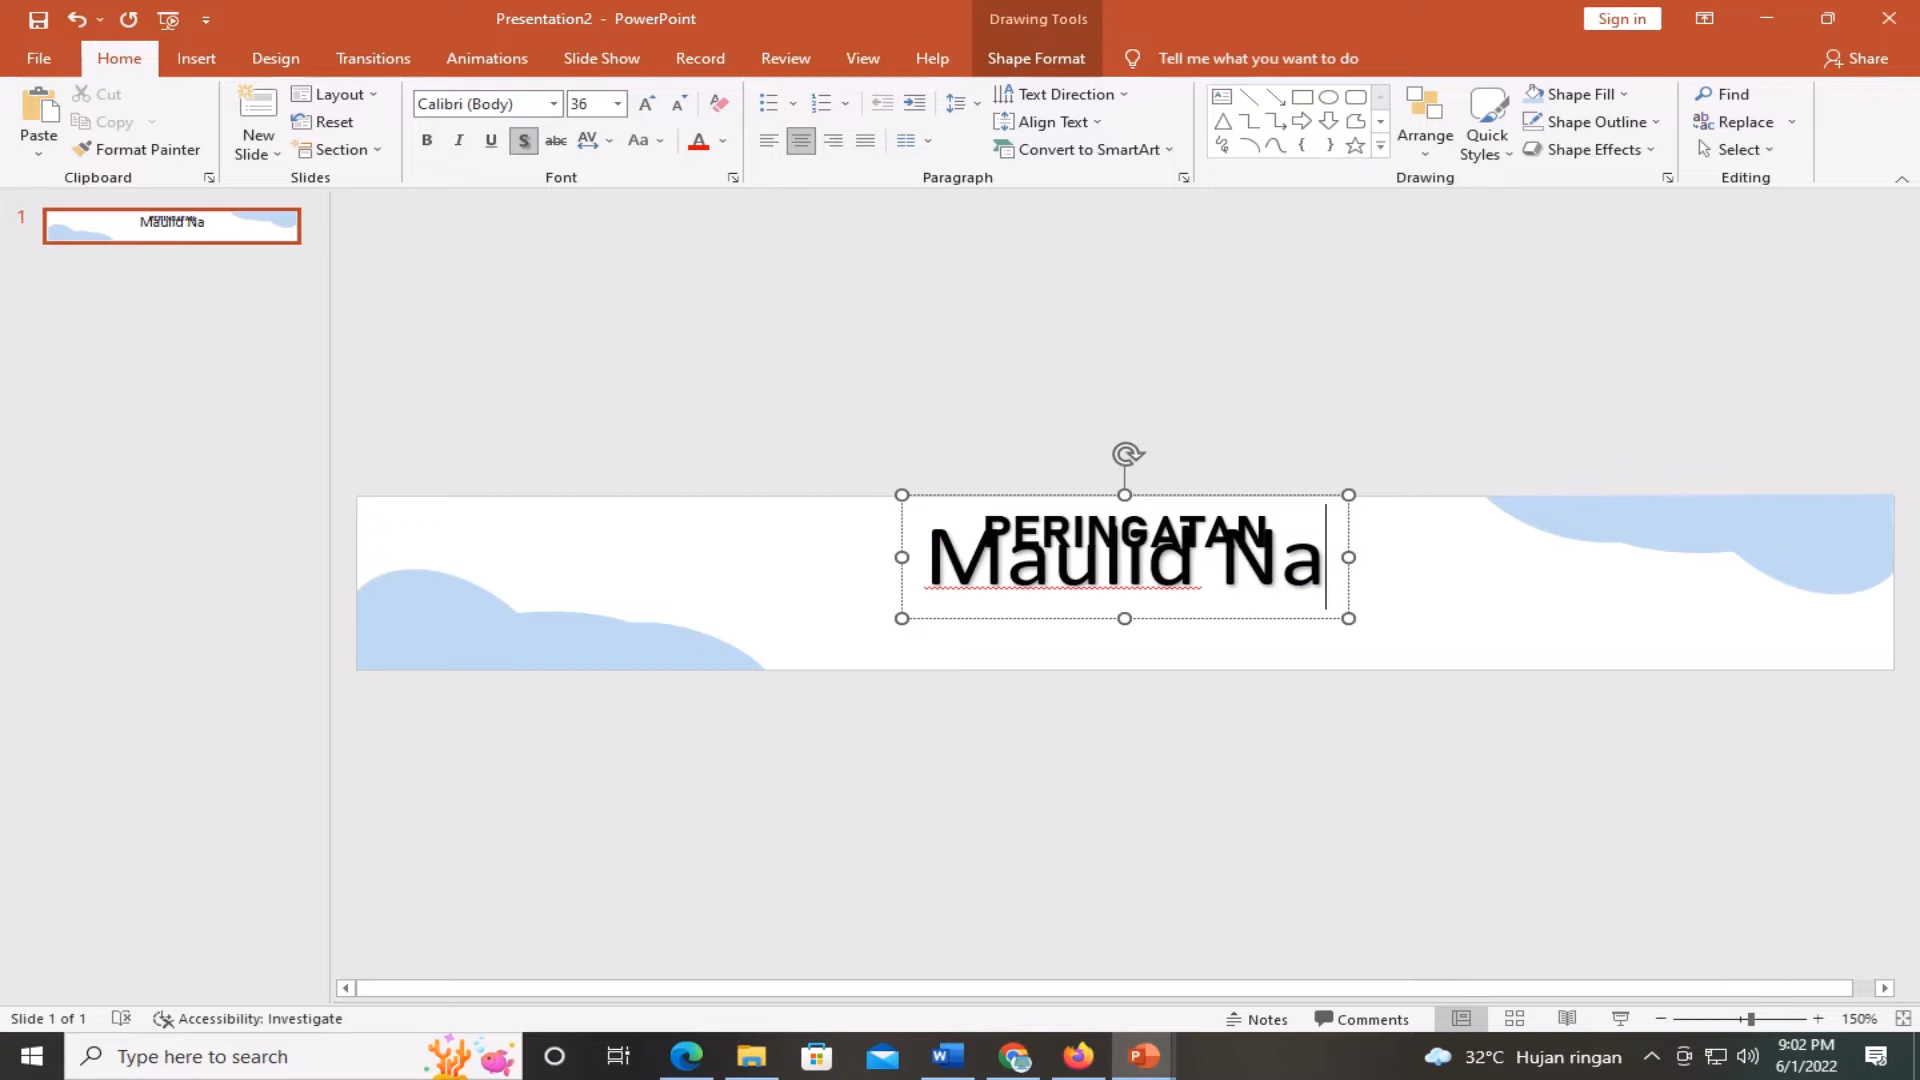 Presentation2 - PowerPoint
Drawing Tools
Sign in
File
Home
Insert
Design
Transitions
Animations
Slide Show
Record
Review
View
Help
Shape Format
Tell me what you want to do
Share
Paste
Cut
Copy
Format Painter
Clipboard
New Slide
Layout
Reset
Section
Slides
Calibri (Body)
36
Font
Text Direction
Align Text
Convert to SmartArt
Paragraph
Arrange
Quick Styles
Shape Fill
Shape Outline
Shape Effects
Drawing
Find
Replace
Select
Editing
1
Maulid Na
PERINGATAN
Maulid Na
Slide 1 of 1
Accessibility: Investigate
Notes
Comments
150%
Type here to search
32°C Hujan ringan
9:02 PM
6/1/2022